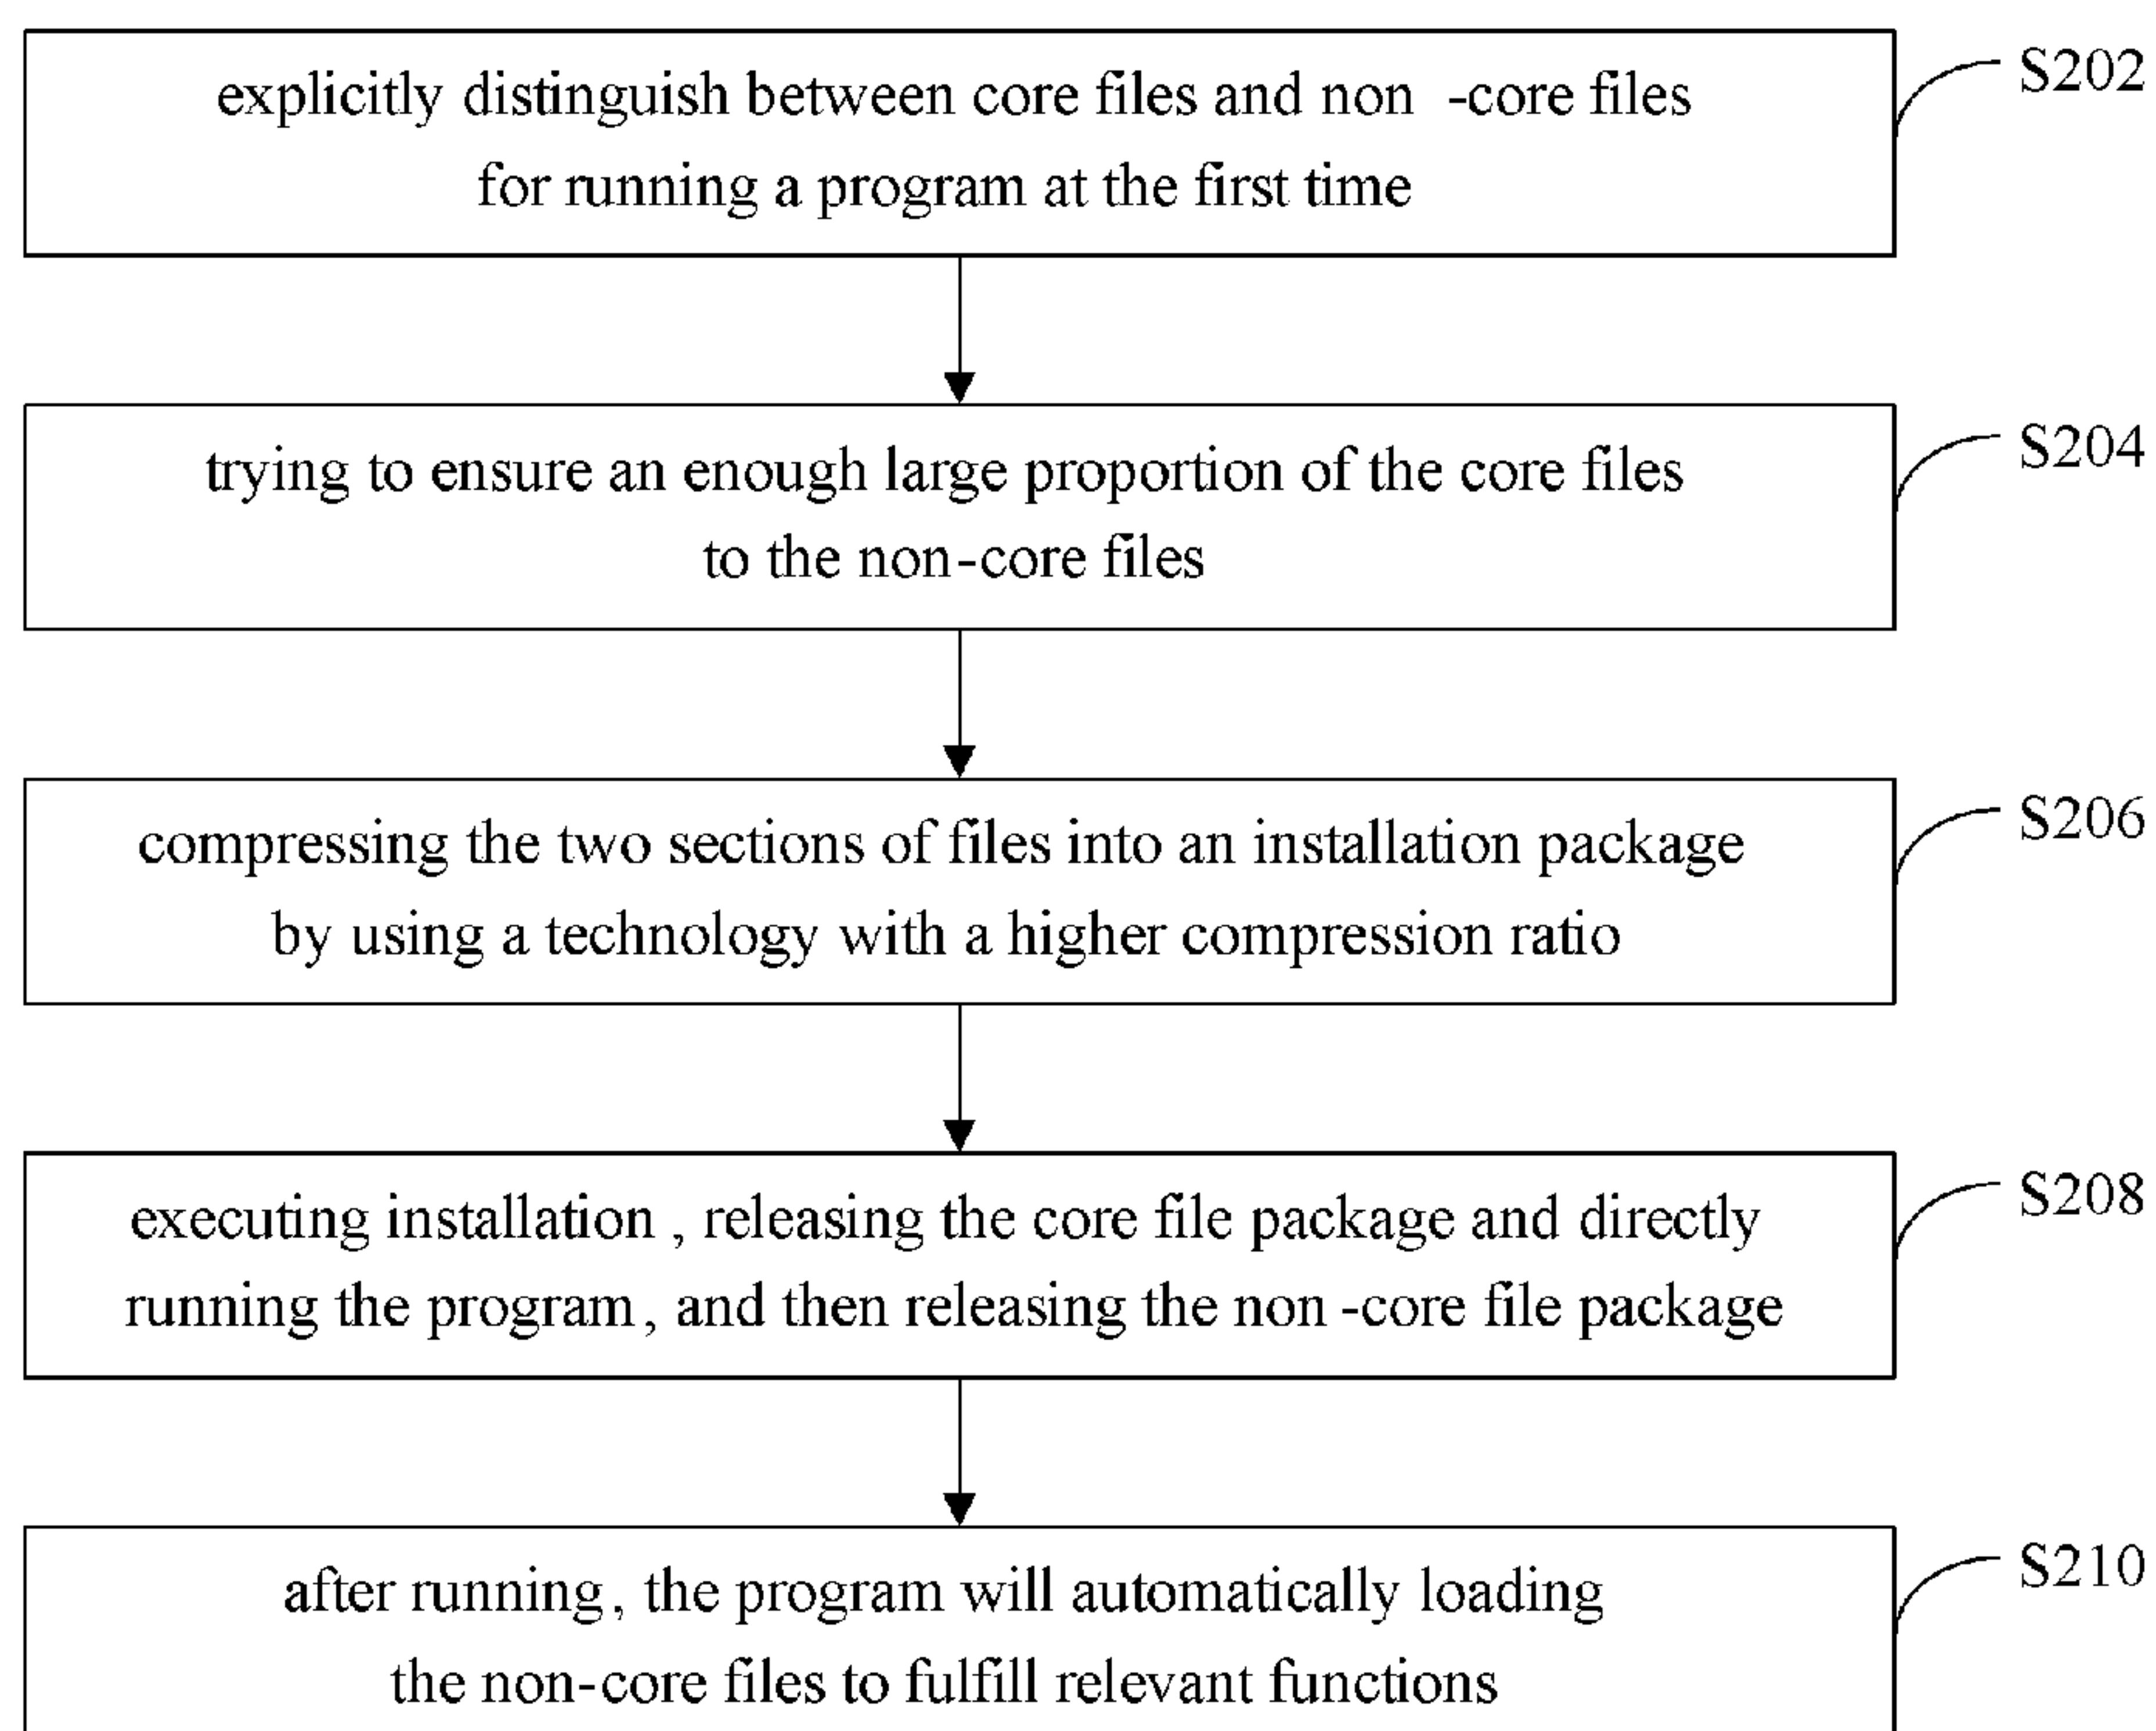 explicitly distinguish between core files and non -core files
for running a program at the first time
S202
trying to ensure an enough large proportion of the core files
to the non-core files
S204
compressing the two sections of files into an installation package
by using a technology with a higher compression ratio
S206
executing installation , releasing the core file package and directly
running the program, and then releasing the non -core file package
S208
after running, the program will automatically loading
the non-core files to fulfill relevant functions
S210